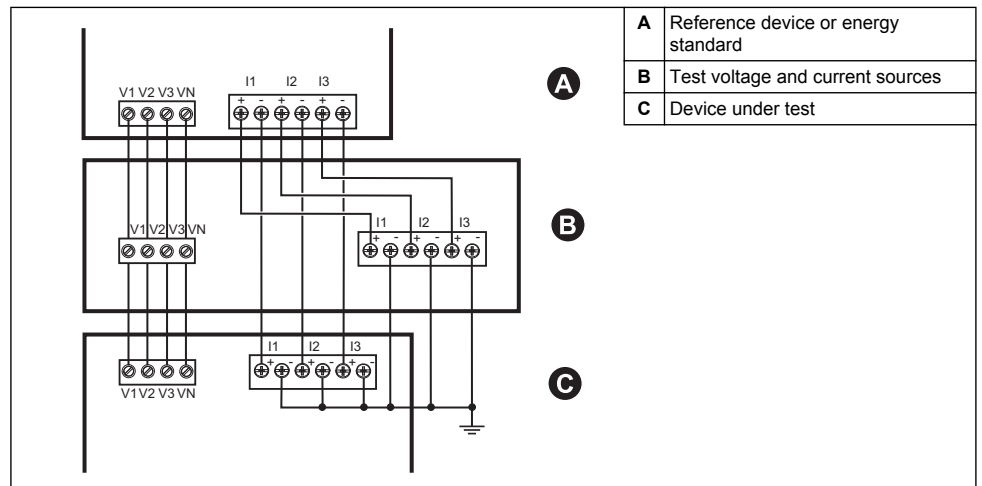 A Reference device or energy
standard
B Test voltage and current sources
C Device under test
I1 I2 I3
V1 V2 V3 VN
+ - + - + -
A
V1 V2 V3 VN
I1 I2 I3
+ - + - + -
B
I1 I2 I3
+ - + - + -
V1 V2 V3 VN
C